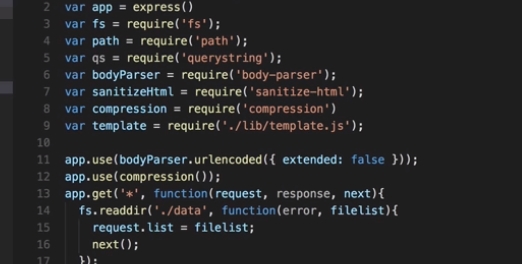 2 var app = express()
3 var fs = require('fs');
4 var path = require('path');
5 var qs = require('querystring');
6 var bodyParser = require('body-parser');
7 var sanitizeHtml = require('sanitize-html');
8 var compression = require('compression')
9 var template = require('./lib/template.js');
10
11 app.use(bodyParser.urlencoded({ extended: false }));
12 app.use(compression());
13 app.get('*', function(request, response, next){
14   fs.readdir('./data', function(error, filelist){
15     request.list = filelist;
16     next();
17   });